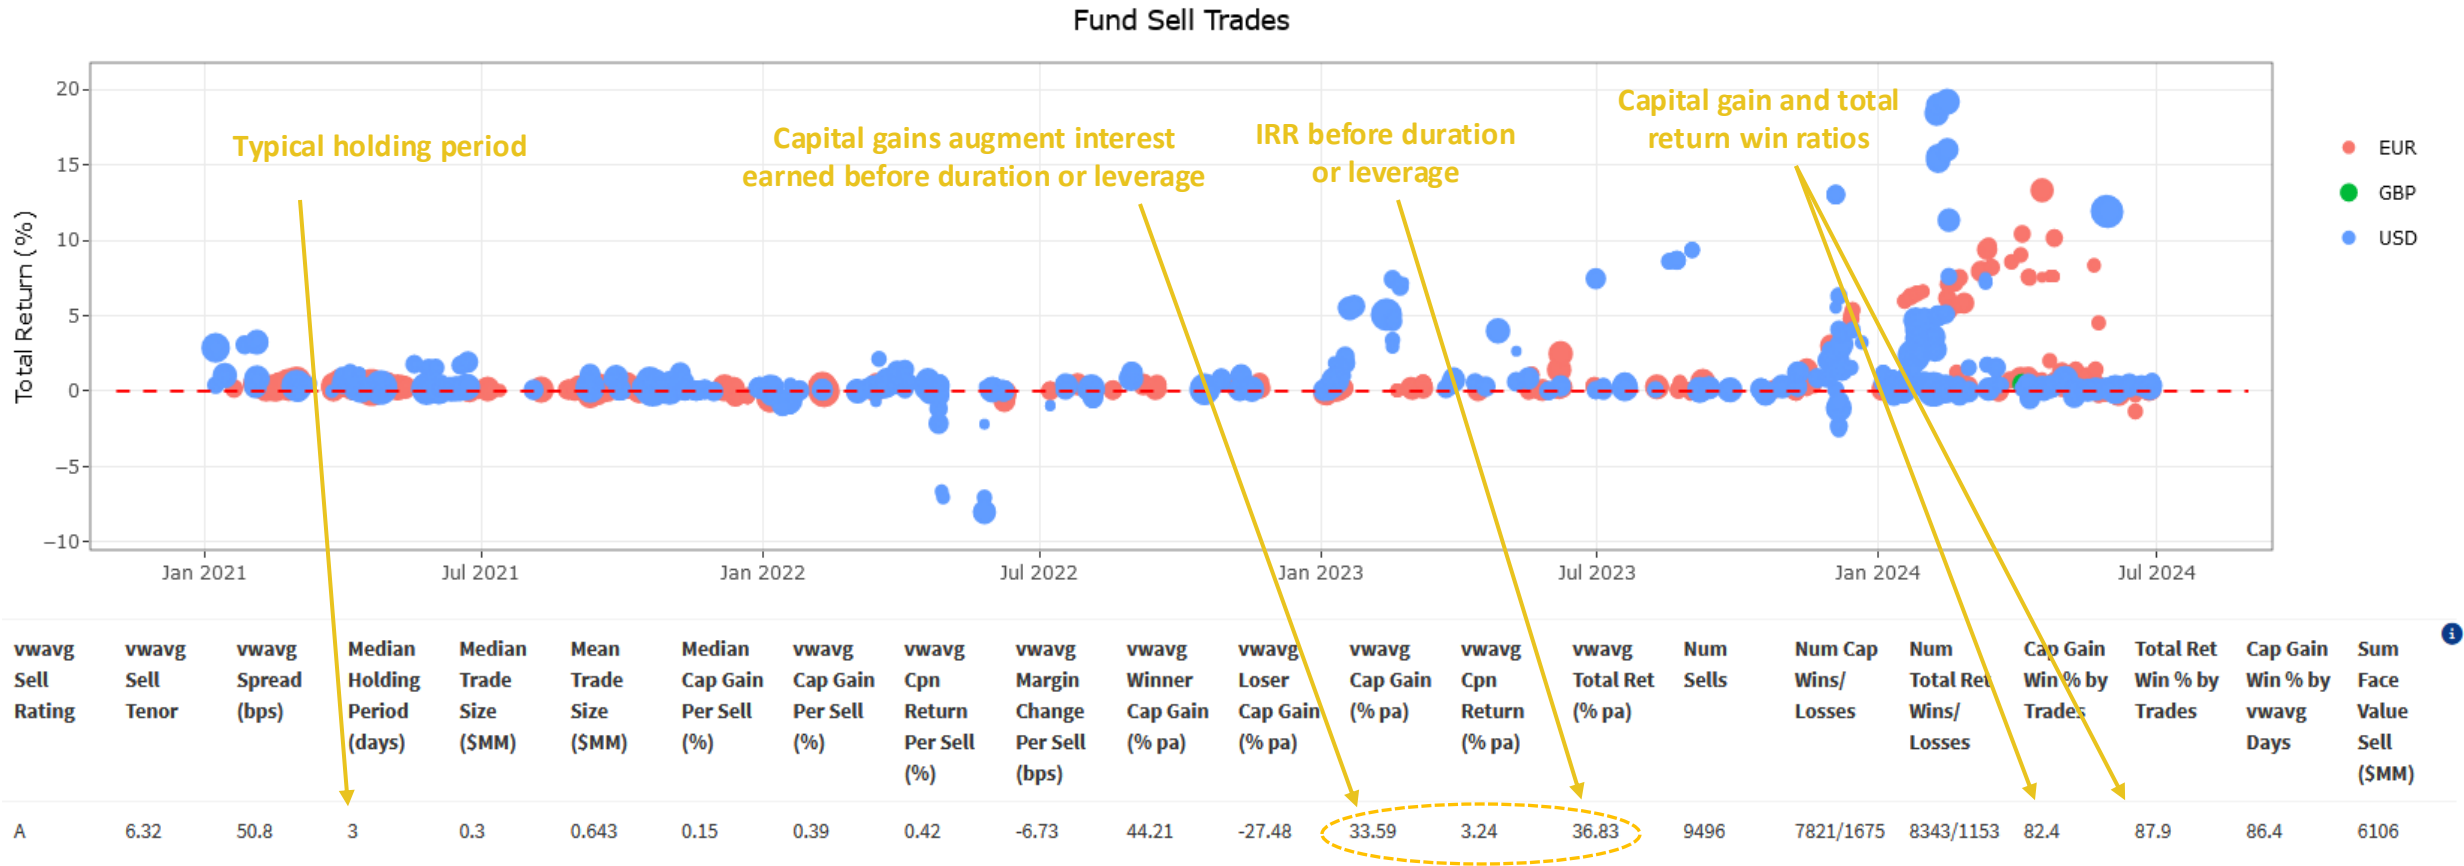 Fund Sell Trades
Typical holding period
Capital gains augment interest
earned before duration or leverage
IRR before duration
or leverage
Capital gain and total
return win ratios
Total Return (%)
20
15
10
5
0
−5
−10
EUR
GBP
USD
Jan 2021
Jul 2021
Jan 2022
Jul 2022
Jan 2023
Jul 2023
Jan 2024
Jul 2024
i
vwavg Sell Rating
vwavg Sell Tenor
vwavg Spread (bps)
Median Holding Period (days)
Median Trade Size ($MM)
Mean Trade Size ($MM)
Median Cap Gain Per Sell (%)
vwavg Cap Gain Per Sell (%)
vwavg Cpn Return Per Sell (%)
vwavg Margin Change Per Sell (bps)
vwavg Winner Cap Gain (% pa)
vwavg Loser Cap Gain (% pa)
vwavg Cap Gain (% pa)
vwavg Cpn Return (% pa)
vwavg Total Ret (% pa)
Num Sells
Num Cap Wins/ Losses
Num Total Ret Wins/ Losses
Cap Gain Win % by Trades
Total Ret Win % by Trades
Cap Gain Win % by vwavg Days
Sum Face Value Sell ($MM)
A 6.32 50.8 3 0.3 0.643 0.15 0.39 0.42 -6.73 44.21 -27.48 33.59 3.24 36.83 9496 7821/1675 8343/1153 82.4 87.9 86.4 6106